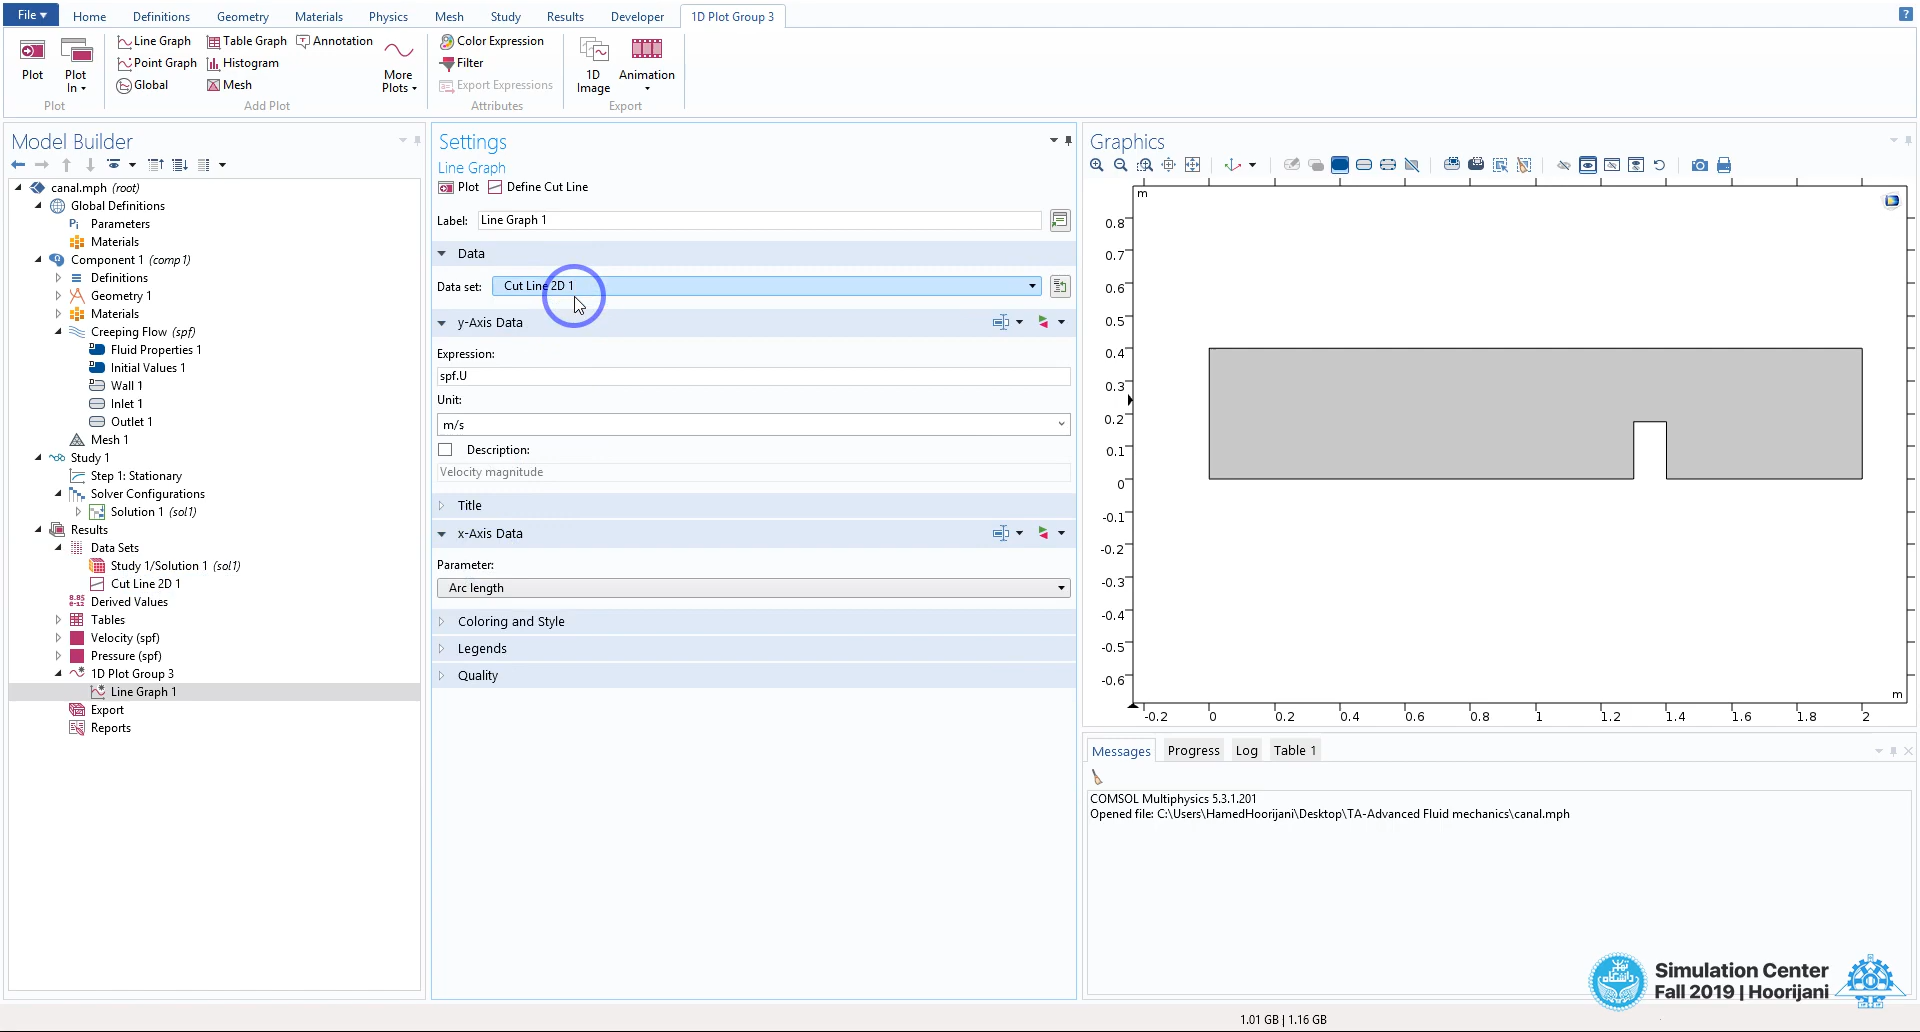 File
Home
Definitions
Geometry
Materials
Physics
Mesh
Study
Results
Developer
1D Plot Group 3
?
Plot
Plot In
Plot
Line Graph
Point Graph
Global
Table Graph
Histogram
Mesh
Annotation
More Plots
Add Plot
Color Expression
Filter
Export Expressions
Attributes
1D Image
Animation
Export
Model Builder
canal.mph (root)
Global Definitions
Pi Parameters
Materials
Component 1 (comp1)
Definitions
Geometry 1
Materials
Creeping Flow (spf)
Fluid Properties 1
Initial Values 1
Wall 1
Inlet 1
Outlet 1
Mesh 1
Study 1
Step 1: Stationary
Solver Configurations
Solution 1 (sol1)
Results
Data Sets
Study 1/Solution 1 (sol1)
Cut Line 2D 1
8.85
e-12
Derived Values
Tables
Velocity (spf)
Pressure (spf)
1D Plot Group 3
Line Graph 1
Export
Reports
Settings
Line Graph
Plot
Define Cut Line
Label: Line Graph 1
Data
Data set: Cut Line 2D 1
y-Axis Data
Expression:
spf.U
Unit:
m/s
Description:
Velocity magnitude
Title
x-Axis Data
Parameter:
Arc length
Coloring and Style
Legends
Quality
Graphics
m
0.8
0.7
0.6
0.5
0.4
0.3
0.2
0.1
0
-0.1
-0.2
-0.3
-0.4
-0.5
-0.6
m
-0.2 0 0.2 0.4 0.6 0.8 1 1.2 1.4 1.6 1.8 2
Messages
Progress
Log
Table 1
COMSOL Multiphysics 5.3.1.201
Opened file: C:\Users\HamedHoorijani\Desktop\TA-Advanced Fluid mechanics\canal.mph
Simulation Center
Fall 2019 | Hoorijani
1.01 GB | 1.16 GB